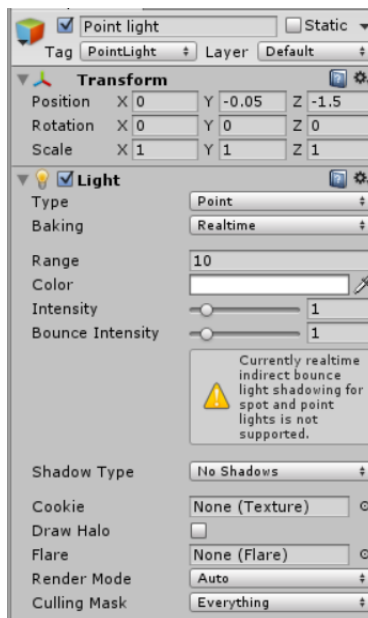 Point light Static
Tag PointLight Layer Default
Transform
Position X 0 Y -0.05 Z -1.5
Rotation X 0 Y 0 Z 0
Scale X 1 Y 1 Z 1
Light
Type Point
Baking Realtime
Range 10
Color
Intensity 1
Bounce Intensity 1
Currently realtime
indirect bounce
light shadowing for
spot and point
lights is not
supported.
Shadow Type No Shadows
Cookie None (Texture)
Draw Halo
Flare None (Flare)
Render Mode Auto
Culling Mask Everything